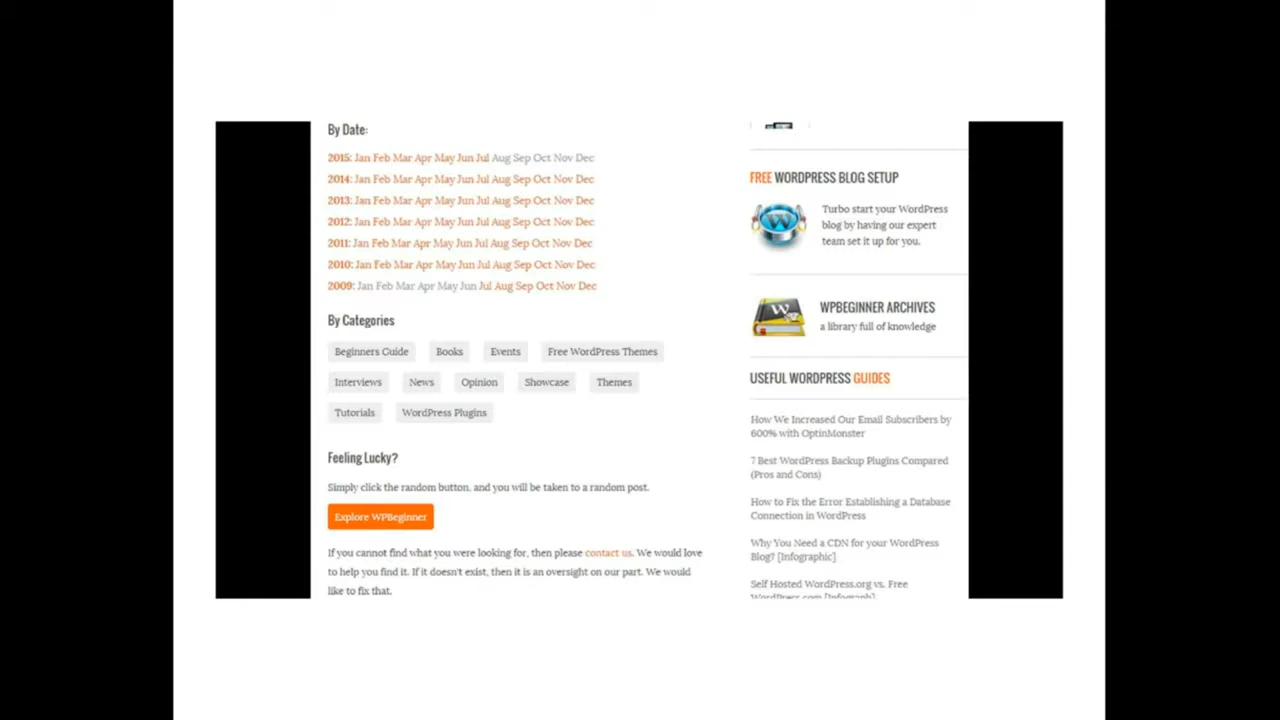 By Date:
2015: Jan Feb Mar Apr May Jun Jul Aug Sep Oct Nov Dec
2014: Jan Feb Mar Apr May Jun Jul Aug Sep Oct Nov Dec
2013: Jan Feb Mar Apr May Jun Jul Aug Sep Oct Nov Dec
2012: Jan Feb Mar Apr May Jun Jul Aug Sep Oct Nov Dec
2011: Jan Feb Mar Apr May Jun Jul Aug Sep Oct Nov Dec
2010: Jan Feb Mar Apr May Jun Jul Aug Sep Oct Nov Dec
2009: Jan Feb Mar Apr May Jun Jul Aug Sep Oct Nov Dec
By Categories
Beginners Guide Books Events Free WordPress Themes
Interviews News Opinion Showcase Themes
Tutorials WordPress Plugins
Feeling Lucky?
Simply click the random button, and you will be taken to a random post.
Explore WPBeginner
If you cannot find what you were looking for, then please contact us. We would love
to help you find it. If it doesn't exist, then it is an oversight on our part. We would
like to fix that.
FREE WORDPRESS BLOG SETUP
W
Turbo start your WordPress
blog by having our expert
team set it up for you.
W
WPBEGINNER ARCHIVES
a library full of knowledge
USEFUL WORDPRESS GUIDES
How We Increased Our Email Subscribers by
600% with OptinMonster
7 Best WordPress Backup Plugins Compared
(Pros and Cons)
How to Fix the Error Establishing a Database
Connection in WordPress
Why You Need a CDN for your WordPress
Blog? [Infographic]
Self Hosted WordPress.org vs. Free
WordPress.com [Infograph]